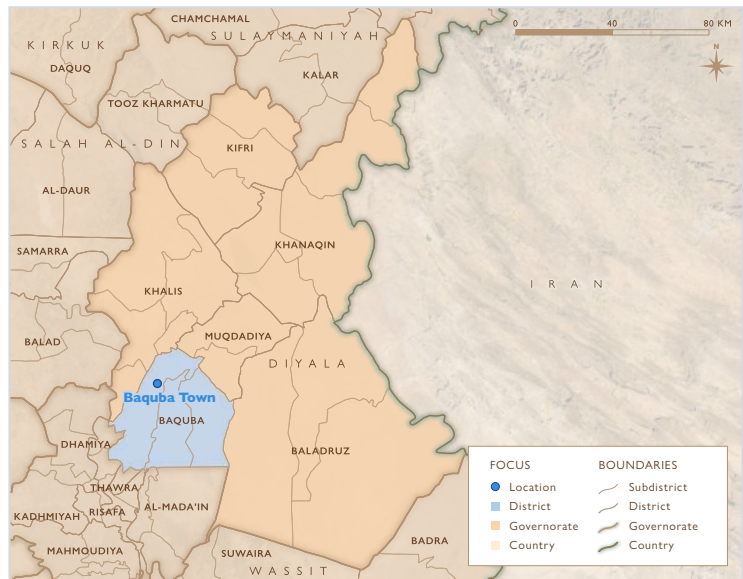 CHAMCHAMAL
0 40 80 KM
SULAYMANIYAH
KIRKUK
N
DAQUQ
KALAR
TOOZ KHARMATU
SALAH AL-DIN
KIFRI
AL-DAUR
KHANAQIN
SAMARRA
IRAN
KHALIS
MUQDADIYA
BALAD
DIYALA
Baquba Town
BAQUBA
DHAMIYA
BALADRUZ
THAWRA
AL-MADA'IN
RISAFA
KADHMIYAH
BADRA
MAHMOUDIYA
SUWAIRA
WASSIT
FOCUS
Location
District
Governorate
Country
BOUNDARIES
Subdistrict
District
Governorate
Country